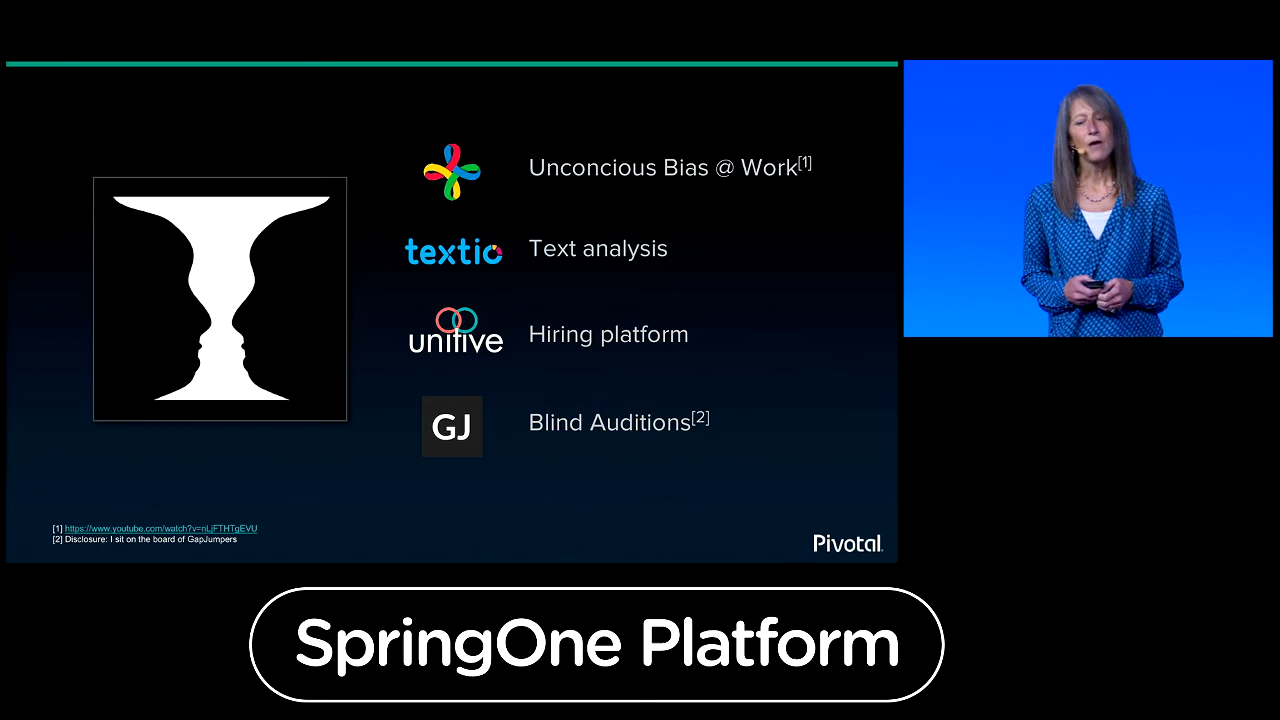 Unconcious Bias @ Work[1]
textio Text analysis
unitive Hiring platform
GJ Blind Auditions[2]
[1] https://www.youtube.com/watch?v=nLjFTHTgEVU
[2] Disclosure: I sit on the board of GapJumpers
Pivotal
SpringOne Platform